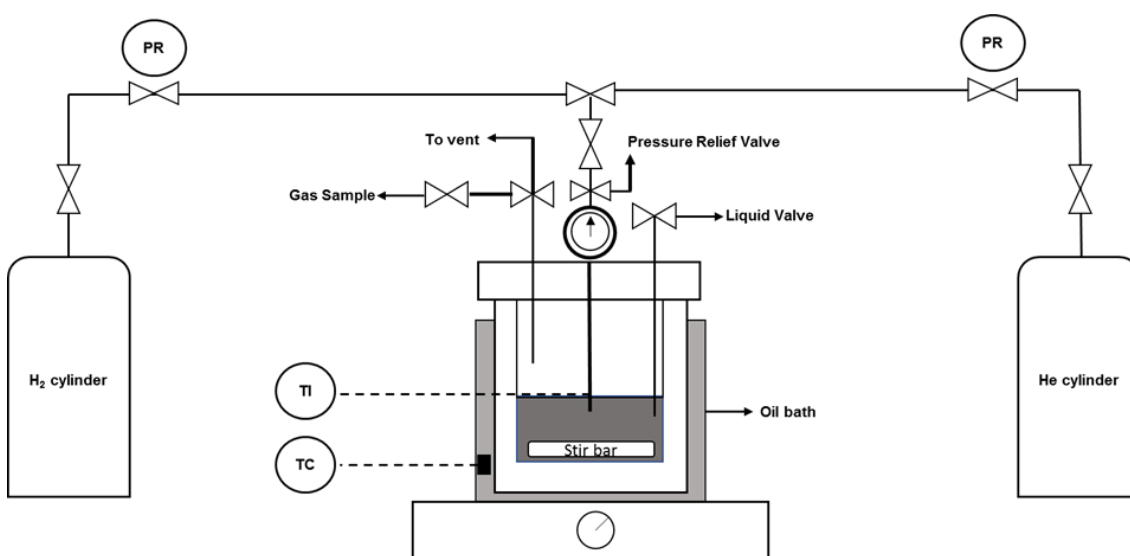 PR
PR
To vent
Pressure Relief Valve
Gas Sample
Liquid Valve
H₂ cylinder
He cylinder
TI
Oil bath
Stir bar
TC